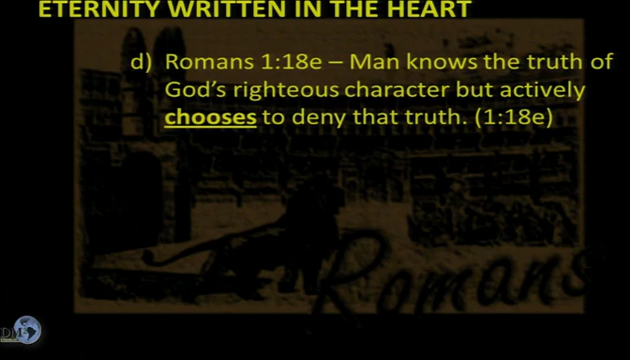 ETERNITY WRITTEN IN THE HEART
d) Romans 1:18e – Man knows the truth of
God's righteous character but actively
chooses to deny that truth. (1:18e)
Romans
DM